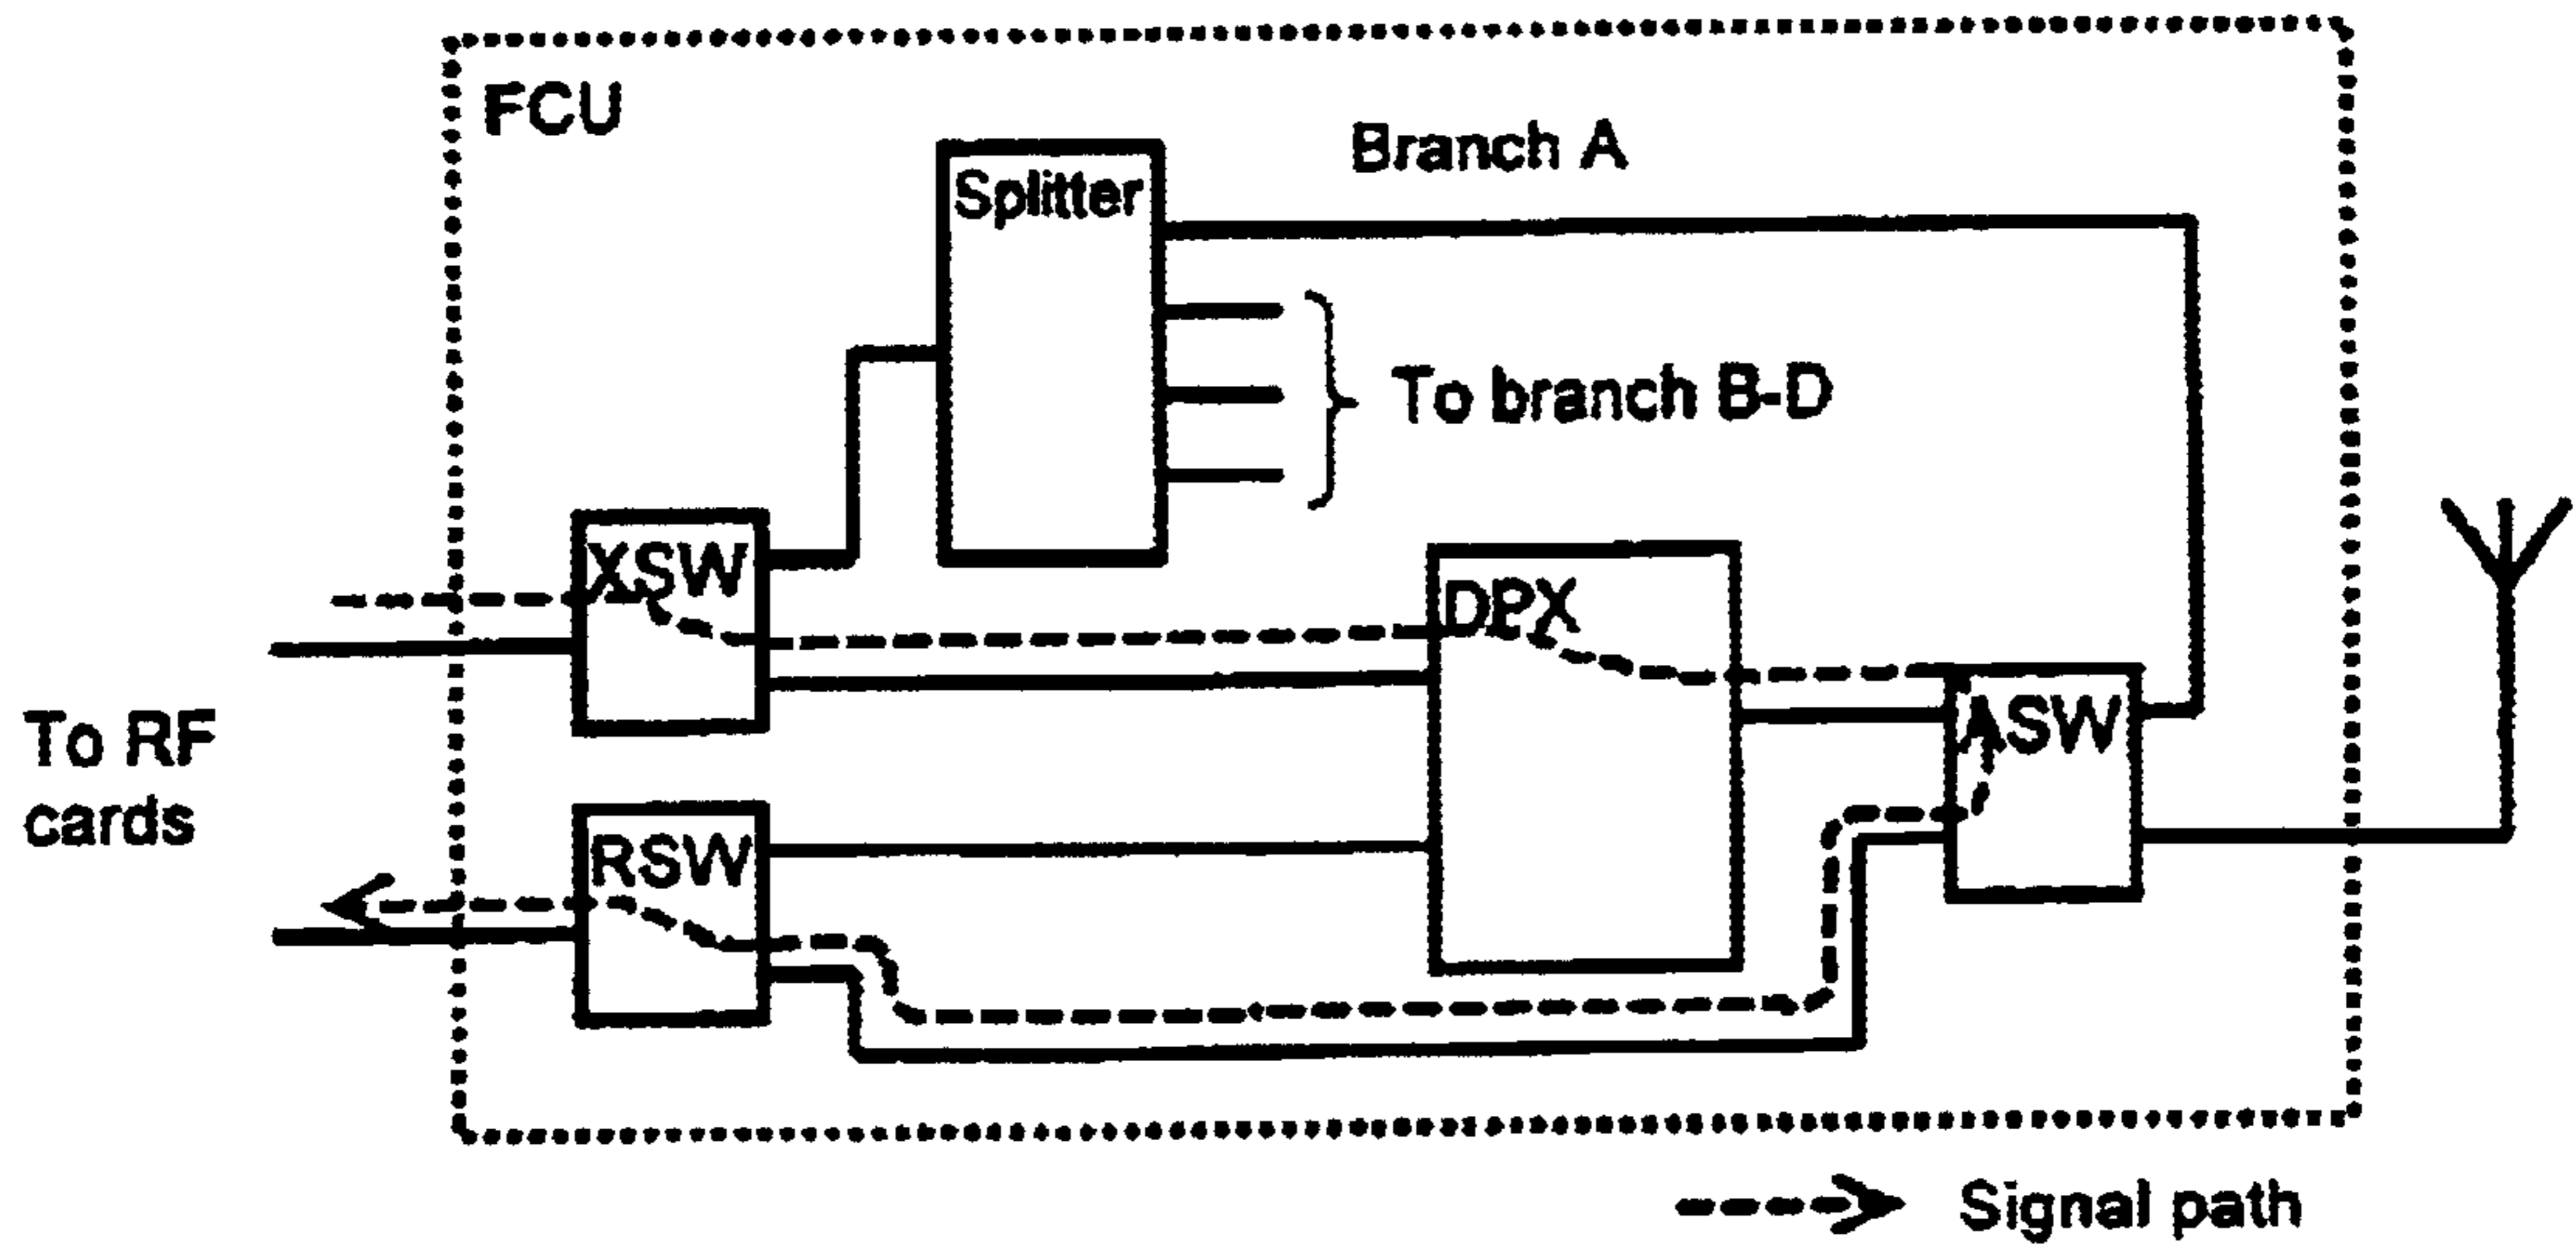 FCU
Splitter
Branch A
To branch B-D
XSW
DPX
ASW
To RF
cards
RSW
Signal path